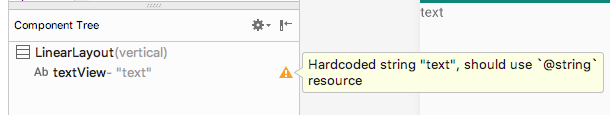 text
Component Tree
LinearLayout(vertical)
Ab textView- "text"
Hardcoded string "text", should use `@string`
resource